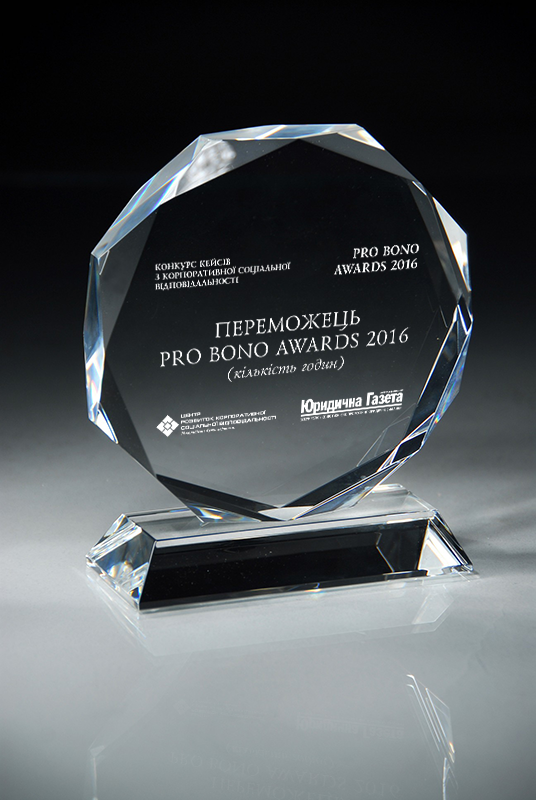 КОНКУРС КЕЙСІВ
З КОРПОРАТИВНОЇ СОЦІАЛЬНОЇ
ВІДПОВІДАЛЬНОСТІ
PRO BONO
AWARDS 2016
ПЕРЕМОЖЕЦЬ
PRO BONO AWARDS 2016
(кількість годин)
ЦЕНТР
РОЗВИТОК КОРПОРАТИВНОЇ
СОЦІАЛЬНОЇ ВІДПОВІДАЛЬНОСТІ
Юридична Газета